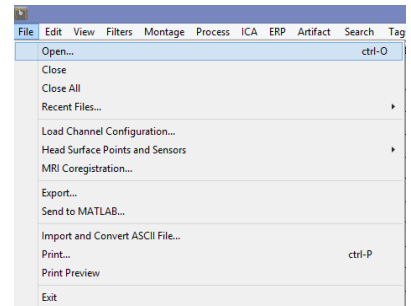 File Edit View Filters Montage Process ICA ERP Artifact Search Tag
Open... ctrl-O
Close
Close All
Recent Files...
Load Channel Configuration...
Head Surface Points and Sensors
MRI Coregistration...
Export...
Send to MATLAB...
Import and Convert ASCII File...
Print... ctrl-P
Print Preview
Exit